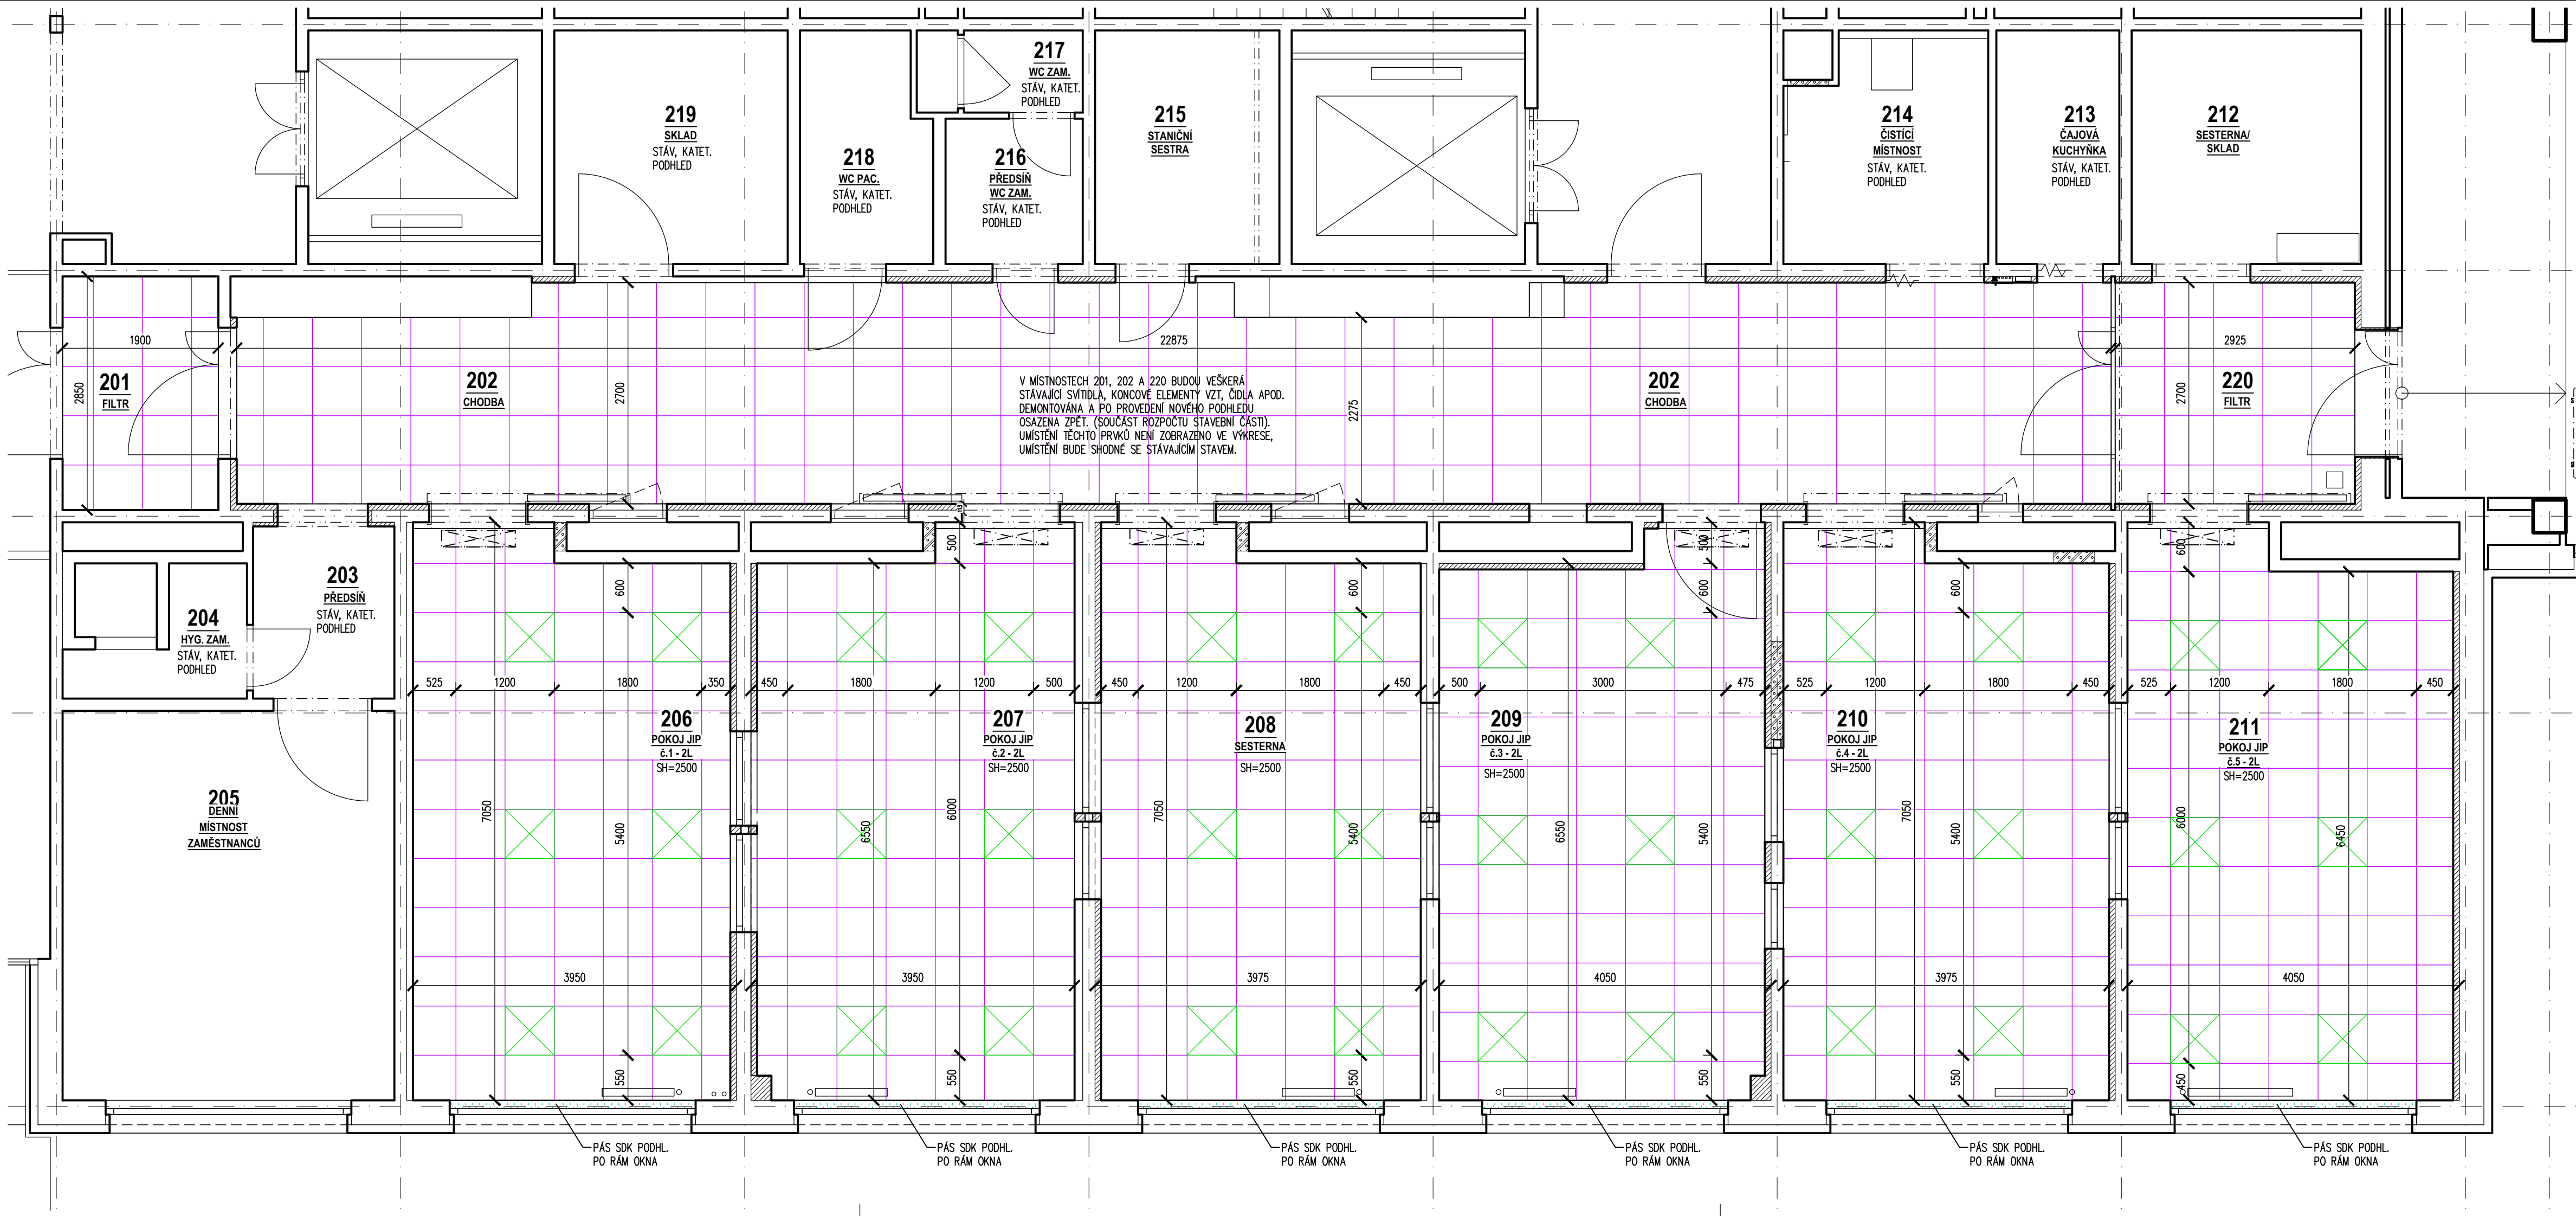 217
WC ZAM.
STÁV, KATET.
PODHLED
219
SKLAD
STÁV, KATET.
PODHLED
218
WC PAC.
STÁV, KATET.
PODHLED
216
PŘEDSÍŇ
WC ZAM.
STÁV, KATET.
PODHLED
215
STANIČNÍ
SESTRA
214
ČISTÍCÍ
MÍSTNOST
STÁV, KATET.
PODHLED
213
ČAJOVÁ
KUCHYŇKA
STÁV, KATET.
PODHLED
212
SESTERNA/
SKLAD
1900
2850
201
FILTR
202
CHODBA
2700
22875
V MÍSTNOSTECH 201, 202 A 220 BUDOU VEŠKERÁ
STÁVAJÍCÍ SVÍTIDLA, KONCOVÉ ELEMENTY VZT, ČIDLA APOD.
DEMONTOVÁNA A PO PROVEDENÍ NOVÉHO PODHLEDU
OSAZENA ZPĚT. (SOUČÁST ROZPOČTU STAVEBNÍ ČÁSTI).
UMÍSTĚNÍ TĚCHTO PRVKŮ NENÍ ZOBRAZENO VE VÝKRESE,
UMÍSTĚNÍ BUDE SHODNÉ SE STÁVAJÍCÍM STAVEM.
2275
202
CHODBA
2925
2700
220
FILTR
203
PŘEDSÍŇ
STÁV, KATET.
PODHLED
204
HYG. ZAM.
STÁV, KATET.
PODHLED
205
DENNÍ
MÍSTNOST
ZAMĚSTNANCŮ
600
525
1200
1800
350
206
POKOJ JIP
č.1 - 2L
SH=2500
7050
5400
3950
550
500
450
1800
1200
500
207
POKOJ JIP
č.2 - 2L
SH=2500
6550
6000
3950
550
600
450
1200
1800
450
208
SESTERNA
SH=2500
7050
5400
3975
550
500
600
500
3000
475
209
POKOJ JIP
č.3 - 2L
SH=2500
6550
5400
4050
550
600
525
1200
1800
450
210
POKOJ JIP
č.4 - 2L
SH=2500
7050
5400
3975
550
600
525
1200
1800
450
211
POKOJ JIP
č.5 - 2L
SH=2500
6000
6450
4050
450
PÁS SDK PODHL.
PO RÁM OKNA
PÁS SDK PODHL.
PO RÁM OKNA
PÁS SDK PODHL.
PO RÁM OKNA
PÁS SDK PODHL.
PO RÁM OKNA
PÁS SDK PODHL.
PO RÁM OKNA
PÁS SDK PODHL.
PO RÁM OKNA